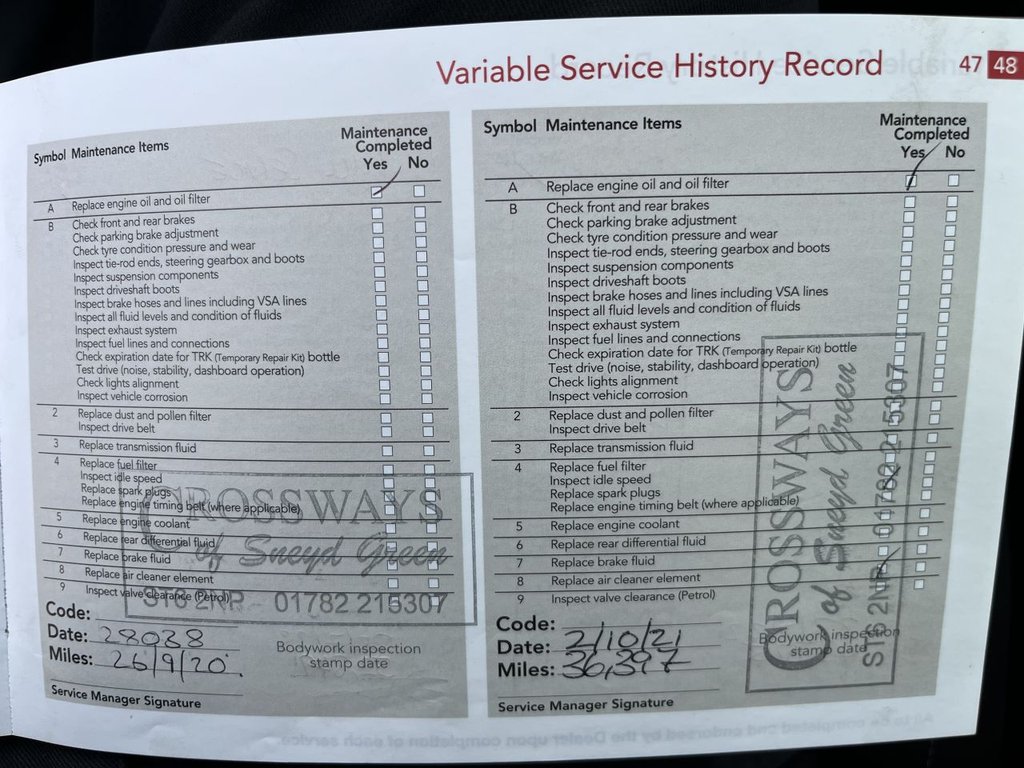 Variable Service History Record 47 48
Symbol Maintenance Items
Maintenance
Completed
Yes No
A Replace engine oil and oil filter
B Check front and rear brakes
Check parking brake adjustment
Check tyre condition pressure and wear
Inspect tie-rod ends, steering gearbox and boots
Inspect suspension components
Inspect driveshaft boots
Inspect brake hoses and lines including VSA lines
Inspect all fluid levels and condition of fluids
Inspect exhaust system
Inspect fuel lines and connections
Check expiration date for TRK (Temporary Repair Kit) bottle
Test drive (noise, stability, dashboard operation)
Check lights alignment
Inspect vehicle corrosion
2 Replace dust and pollen filter
Inspect drive belt
3 Replace transmission fluid
4 Replace fuel filter
Inspect idle speed
Replace spark plugs
Replace engine timing belt (where applicable)
5 Replace engine coolant
6 Replace rear differential fluid
7 Replace brake fluid
8 Replace air cleaner element
9 Inspect valve clearance (Petrol)
CROSSWAYS
of Sneyd Green
ST6 2NP - 01782 215307
Code:
Date: 28038
Miles: 26/9/20.
Bodywork inspection
stamp date
Service Manager Signature
Symbol Maintenance Items
Maintenance
Completed
Yes No
A Replace engine oil and oil filter
B Check front and rear brakes
Check parking brake adjustment
Check tyre condition pressure and wear
Inspect tie-rod ends, steering gearbox and boots
Inspect suspension components
Inspect driveshaft boots
Inspect brake hoses and lines including VSA lines
Inspect all fluid levels and condition of fluids
Inspect exhaust system
Inspect fuel lines and connections
Check expiration date for TRK (Temporary Repair Kit) bottle
Test drive (noise, stability, dashboard operation)
Check lights alignment
Inspect vehicle corrosion
2 Replace dust and pollen filter
Inspect drive belt
3 Replace transmission fluid
4 Replace fuel filter
Inspect idle speed
Replace spark plugs
Replace engine timing belt (where applicable)
5 Replace engine coolant
6 Replace rear differential fluid
7 Replace brake fluid
8 Replace air cleaner element
9 Inspect valve clearance (Petrol)
CROSSWAYS
of Sneyd Green
ST6 2NP - 01782 215307
Code:
Date: 2/10/21
Miles: 36,397
Bodywork inspection
stamp date
Service Manager Signature